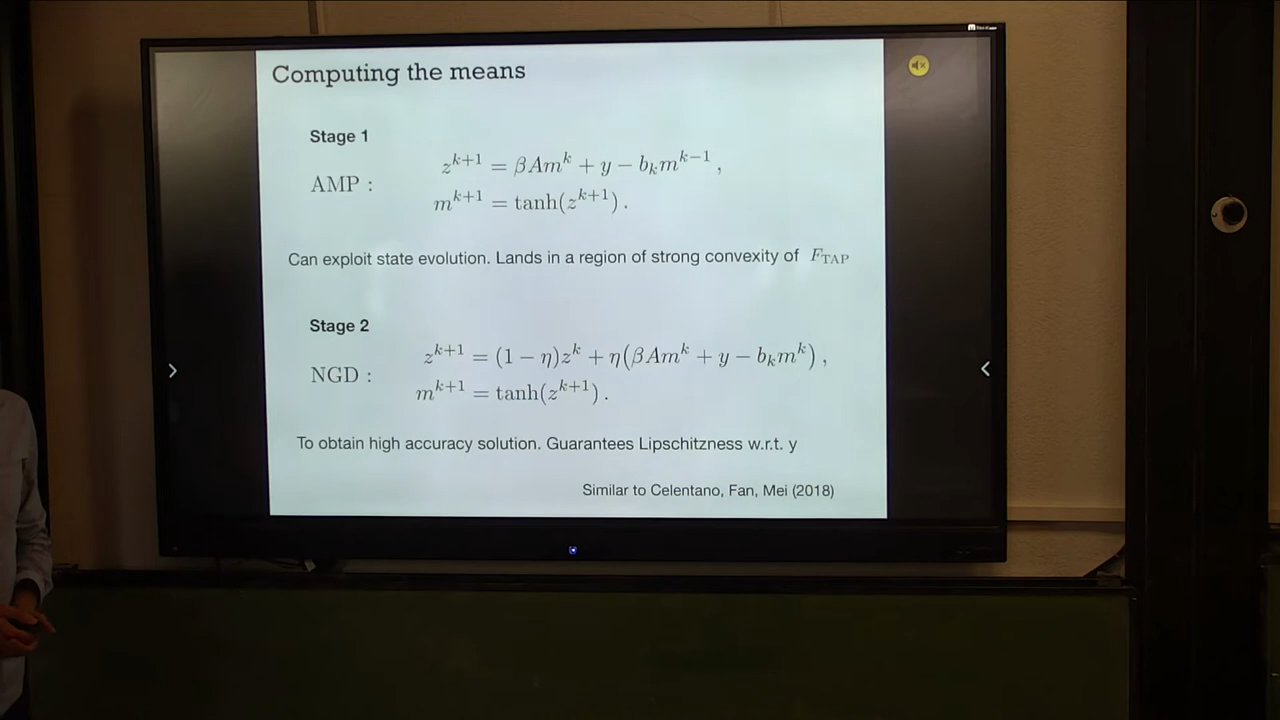 Computing the means
Stage 1
AMP :
z^{k+1} = βAm^k + y − b_k m^{k−1} ,
m^{k+1} = tanh(z^{k+1}) .
Can exploit state evolution. Lands in a region of strong convexity of F_TAP
Stage 2
NGD :
z^{k+1} = (1 − η)z^k + η(βAm^k + y − b_k m^k) ,
m^{k+1} = tanh(z^{k+1}) .
To obtain high accuracy solution. Guarantees Lipschitzness w.r.t. y
Similar to Celentano, Fan, Mei (2018)